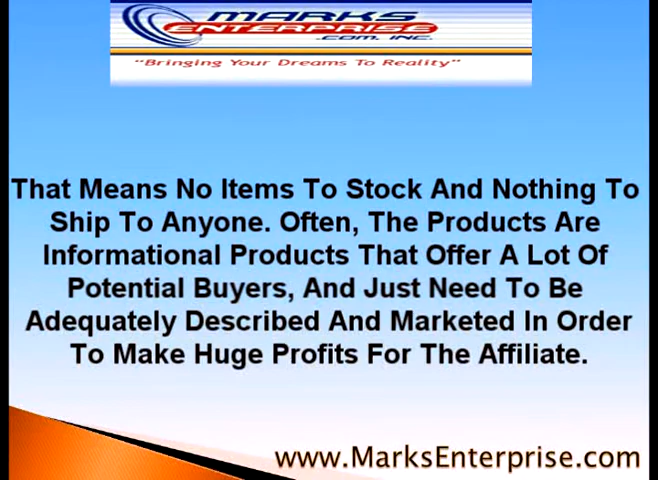 MARKS
ENTERPRISE
.COM, INC.
"Bringing Your Dreams To Reality"
That Means No Items To Stock And Nothing To
Ship To Anyone. Often, The Products Are
Informational Products That Offer A Lot Of
Potential Buyers, And Just Need To Be
Adequately Described And Marketed In Order
To Make Huge Profits For The Affiliate.
www.MarksEnterprise.com